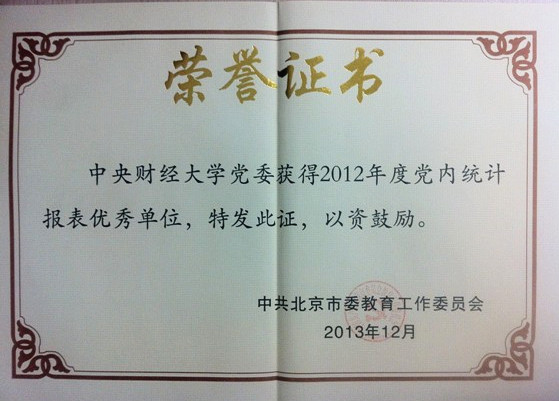 荣誉证书
中央财经大学党委获得2012年度党内统计
报表优秀单位，特发此证，以资鼓励。
中共北京市委教育工作委员会
2013年12月